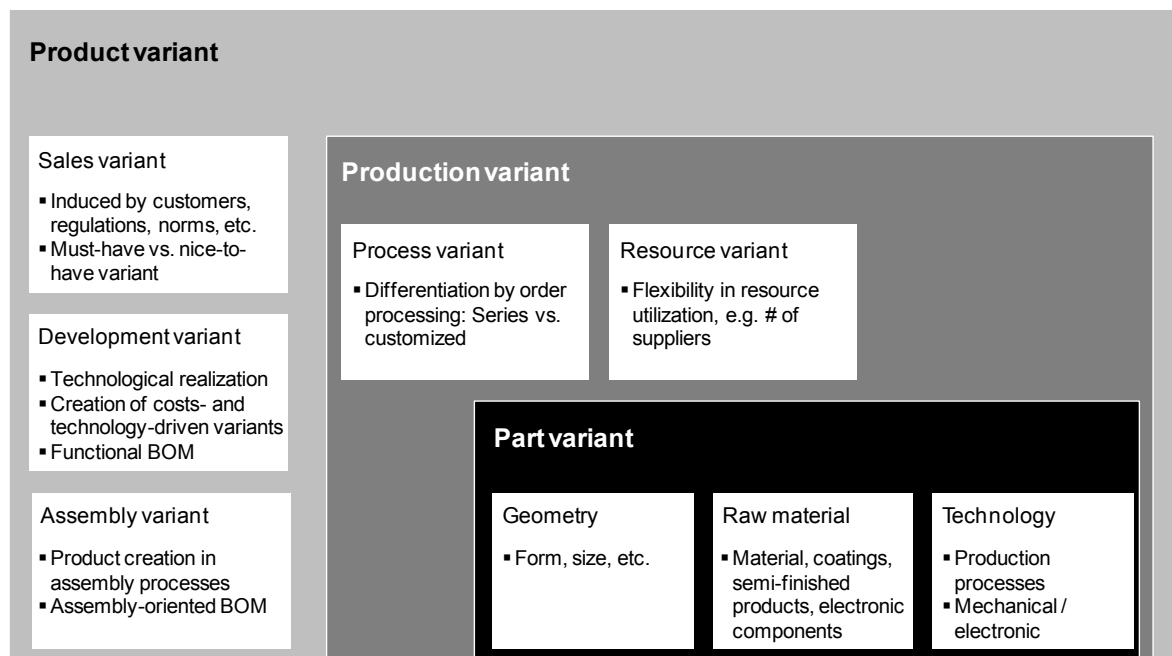 Product variant
Sales variant
▪ Induced by customers,
regulations, norms, etc.
▪ Must-have vs. nice-to-
have variant
Development variant
▪ Technological realization
▪ Creation of costs- and
technology-driven variants
▪ Functional BOM
Assembly variant
▪ Product creation in
assembly processes
▪ Assembly-oriented BOM
Production variant
Process variant
▪ Differentiation by order
processing: Series vs.
customized
Resource variant
▪ Flexibility in resource
utilization, e.g. # of
suppliers
Part variant
Geometry
▪ Form, size, etc.
Raw material
▪ Material, coatings,
semi-finished
products, electronic
components
Technology
▪ Production
processes
▪ Mechanical /
electronic